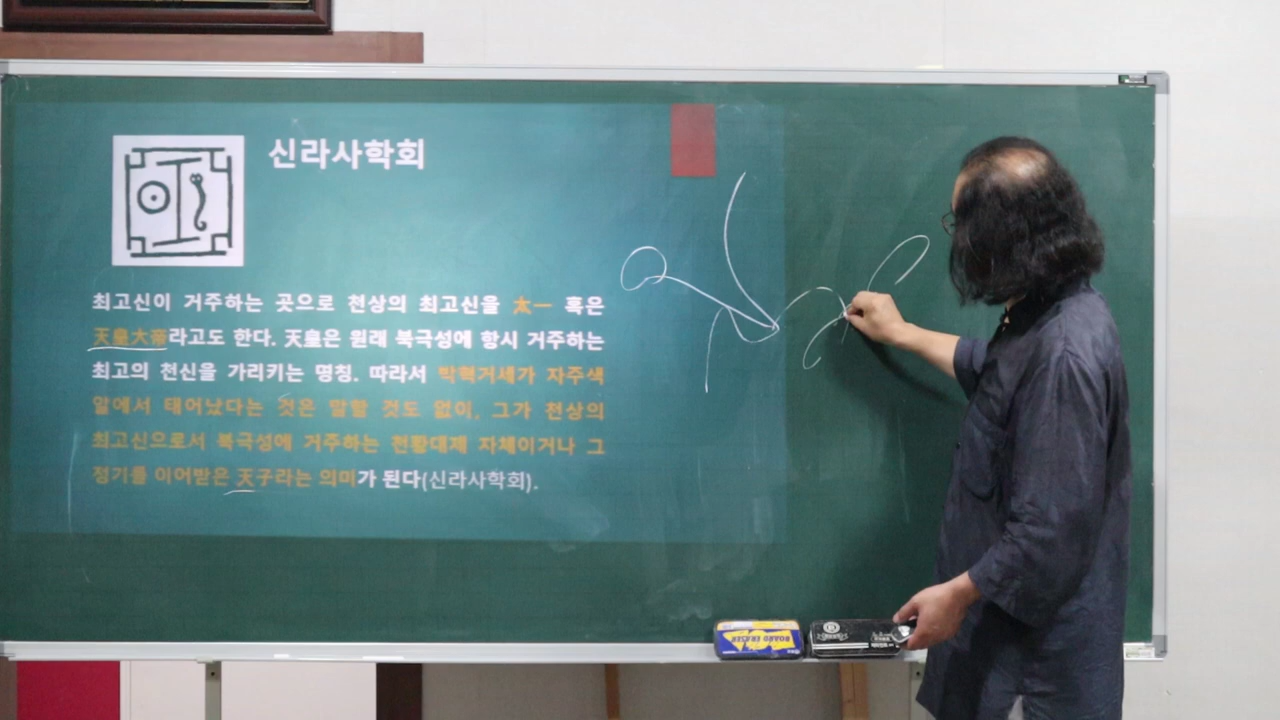 신라사학회
최고신이 거주하는 곳으로 천상의 최고신을 太一 혹은
天皇大帝라고도 한다. 天皇은 원래 북극성에 항시 거주하는
최고의 천신을 가리키는 명칭. 따라서 박혁거세가 자주색
알에서 태어났다는 것은 말할 것도 없이, 그가 천상의
최고신으로서 북극성에 거주하는 천황대제 자체이거나 그
정기를 이어받은 天子라는 의미가 된다(신라사학회).
BOARD ERASER